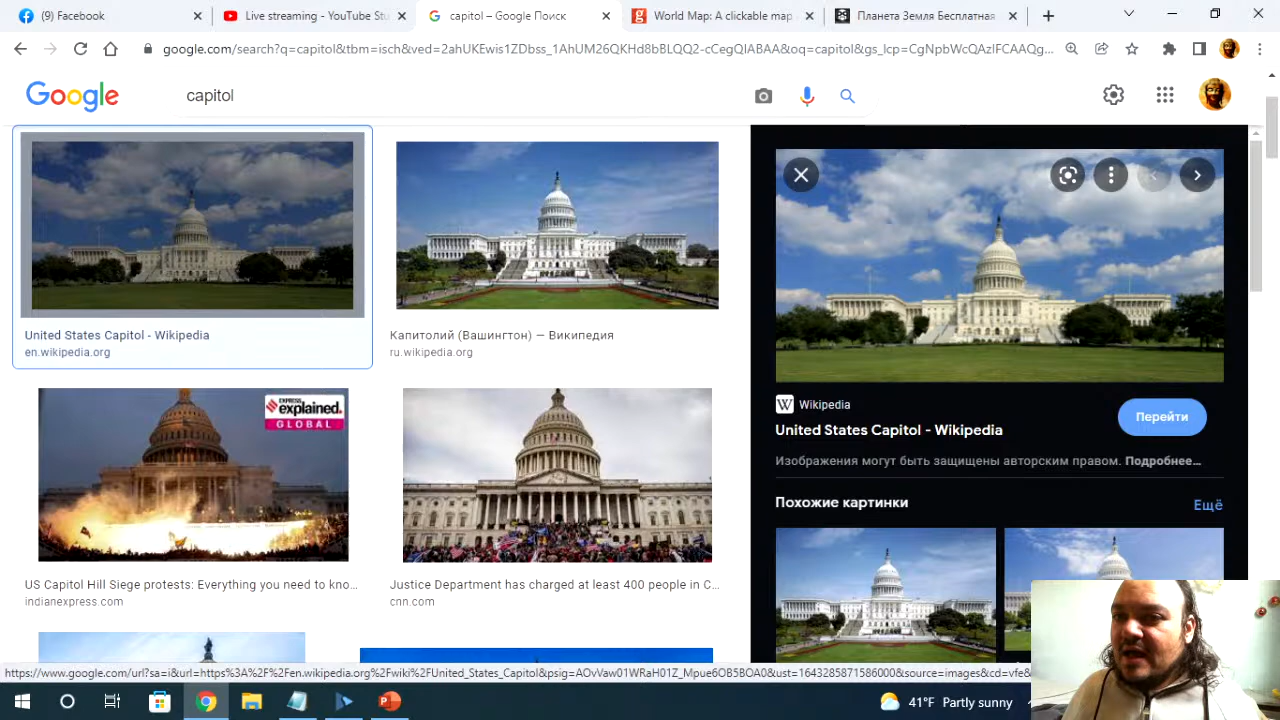 (9) Facebook
Live streaming - YouTube Stu
capitol – Google Поиск
World Map: A clickable map
Планета Земля Бесплатная
google.com/search?q=capitol&tbm=isch&ved=2ahUKEwis1ZDbss_1AhUM26QKHd8bBLQQ2-cCegQIABAA&oq=capitol&gs_lcp=CgNpbWcQAzIFCAAQg...
Google
capitol
United States Capitol - Wikipedia
en.wikipedia.org
Капитолий (Вашингтон) — Википедия
ru.wikipedia.org
EXPRESS
explained.
GLOBAL
US Capitol Hill Siege protests: Everything you need to kno...
indianexpress.com
Justice Department has charged at least 400 people in C...
cnn.com
W Wikipedia
Перейти
United States Capitol - Wikipedia
Изображения могут быть защищены авторским правом. Подробнее...
Похожие картинки
Ещё
https://www.google.com/url?sa=i&url=https%3A%2F%2Fen.wikipedia.org%2Fwiki%2FUnited_States_Capitol&psig=AOvVaw01WRaH01Z_Mpue6OB5BOA0&ust=1643285871586000&source=images&cd=vfe&
41°F Partly sunny